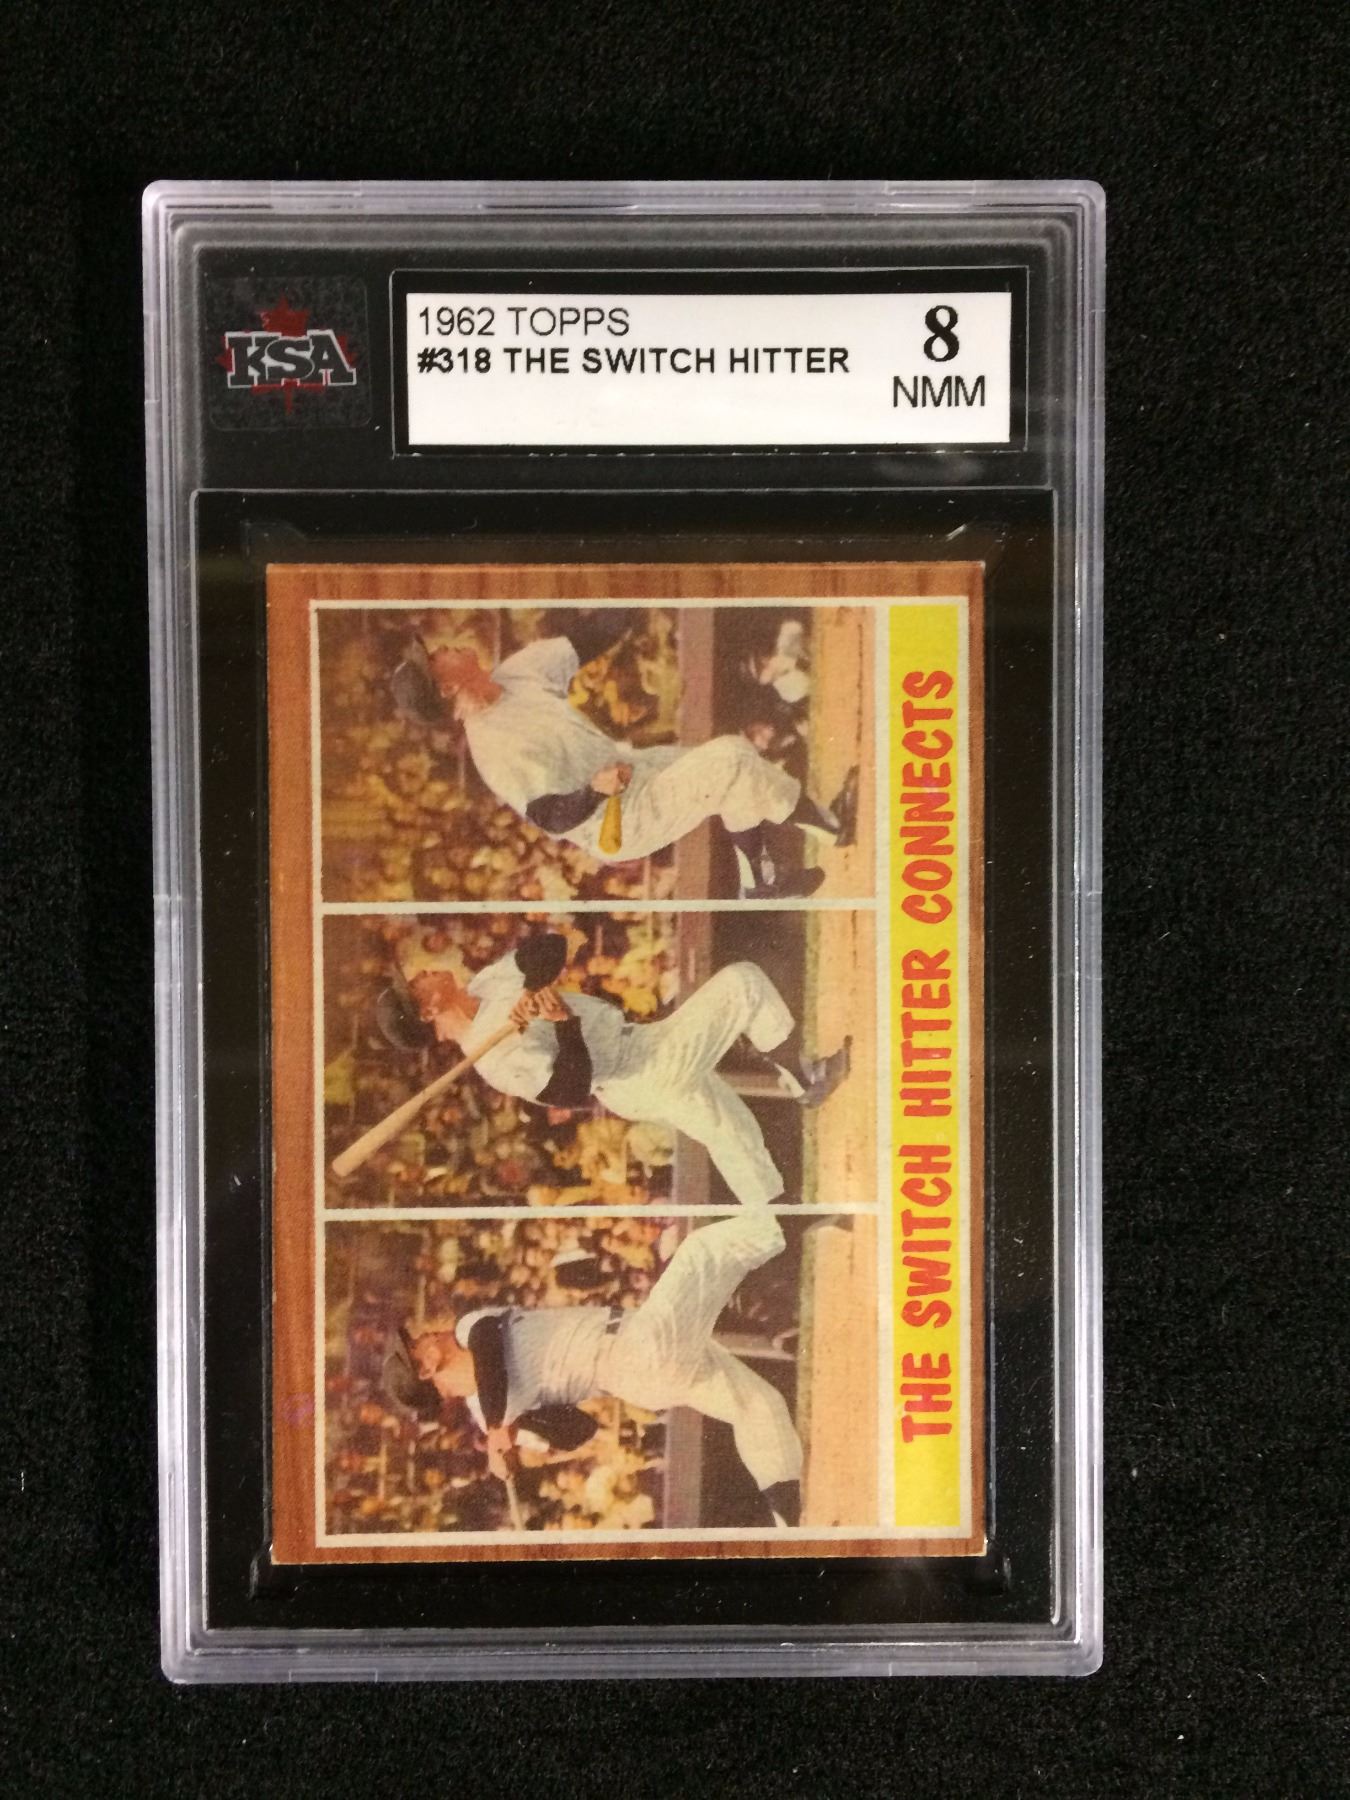 KSA
1962 TOPPS
#318 THE SWITCH HITTER
8
NMM
THE SWITCH HITTER CONNECTS